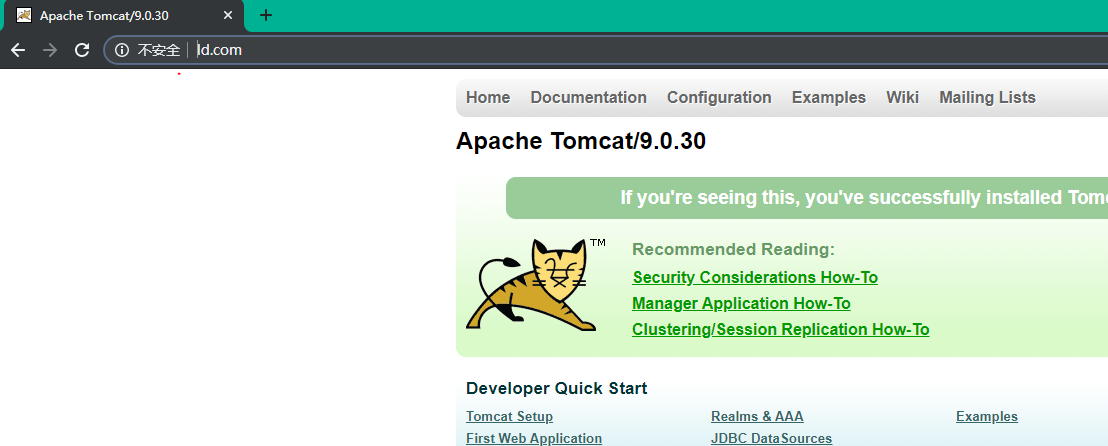 Apache Tomcat/9.0.30
不安全 ld.com
Home Documentation Configuration Examples Wiki Mailing Lists
Apache Tomcat/9.0.30
If you're seeing this, you've successfully installed
TM
Recommended Reading:
Security Considerations How-To
Manager Application How-To
Clustering/Session Replication How-To
Developer Quick Start
Tomcat Setup Realms & AAA Examples
First Web Application JDBC DataSources